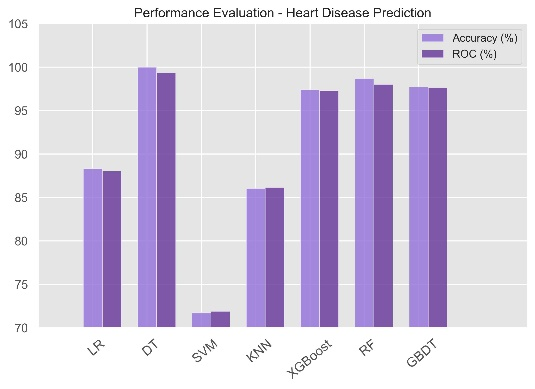 Performance Evaluation - Heart Disease Prediction
Accuracy (%)
ROC (%)
105
100
95
90
85
80
75
70
LR
DT
SVM
KNN
XGBoost
RF
GBDT